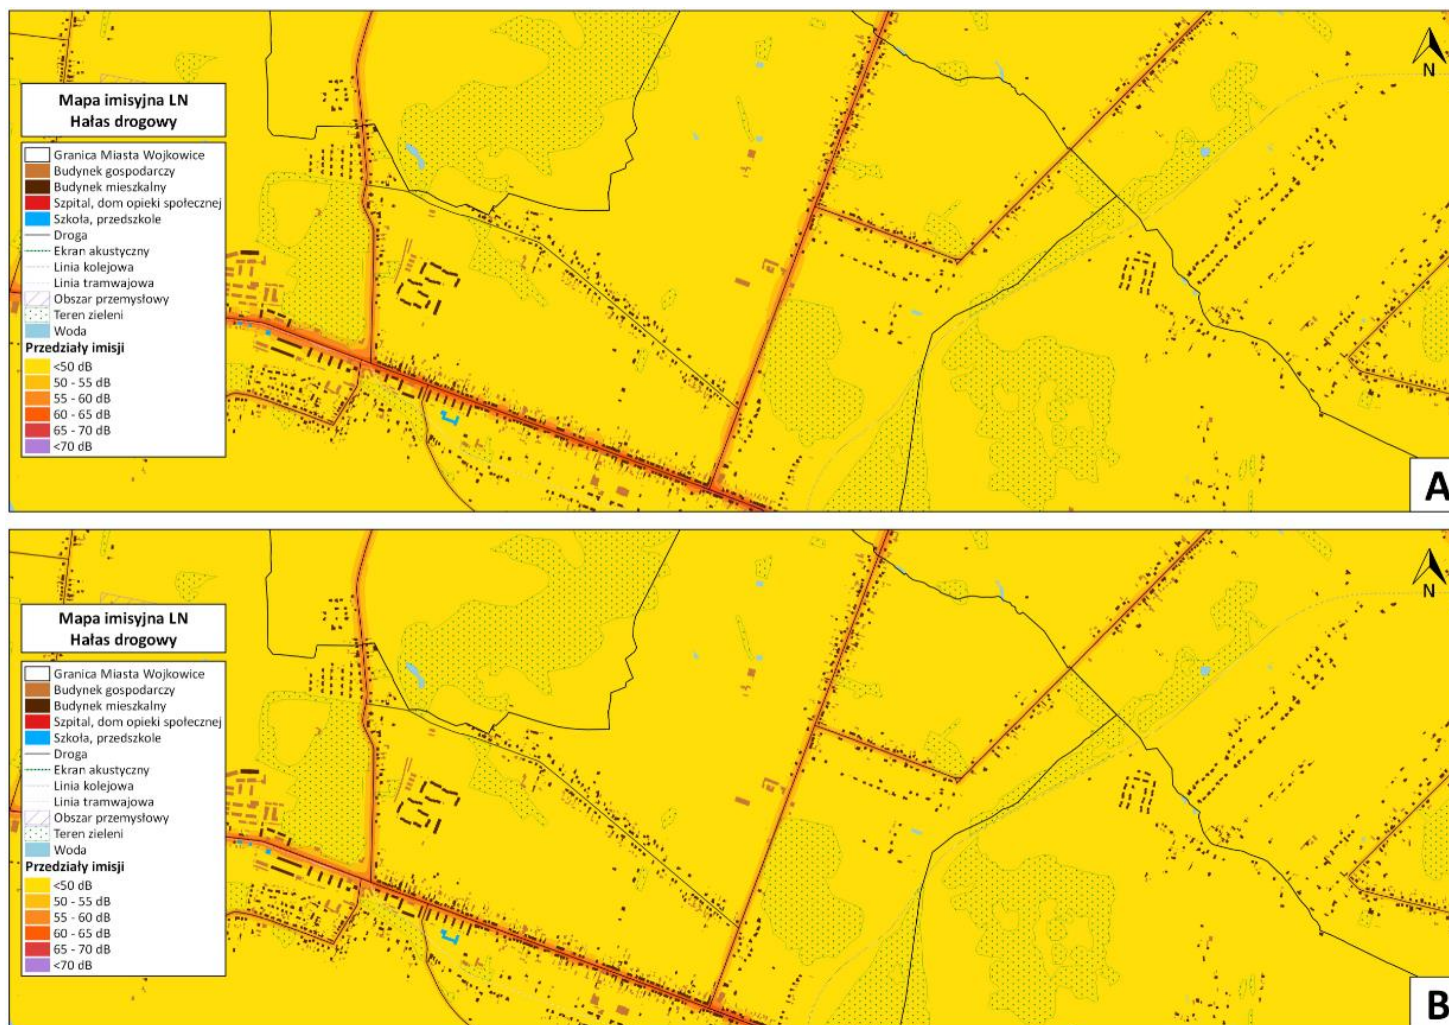 Mapa imisyjna LN
Hałas drogowy
Granica Miasta Wojkowice
Budynek gospodarczy
Budynek mieszkalny
Szpital, dom opieki społecznej
Szkoła, przedszkole
Droga
Ekran akustyczny
Linia kolejowa
Linia tramwajowa
Obszar przemysłowy
Teren zieleni
Woda
Przedziały imisji
<50 dB
50 - 55 dB
55 - 60 dB
60 - 65 dB
65 - 70 dB
<70 dB
N
A
Mapa imisyjna LN
Hałas drogowy
Granica Miasta Wojkowice
Budynek gospodarczy
Budynek mieszkalny
Szpital, dom opieki społecznej
Szkoła, przedszkole
Droga
Ekran akustyczny
Linia kolejowa
Linia tramwajowa
Obszar przemysłowy
Teren zieleni
Woda
Przedziały imisji
<50 dB
50 - 55 dB
55 - 60 dB
60 - 65 dB
65 - 70 dB
<70 dB
N
B